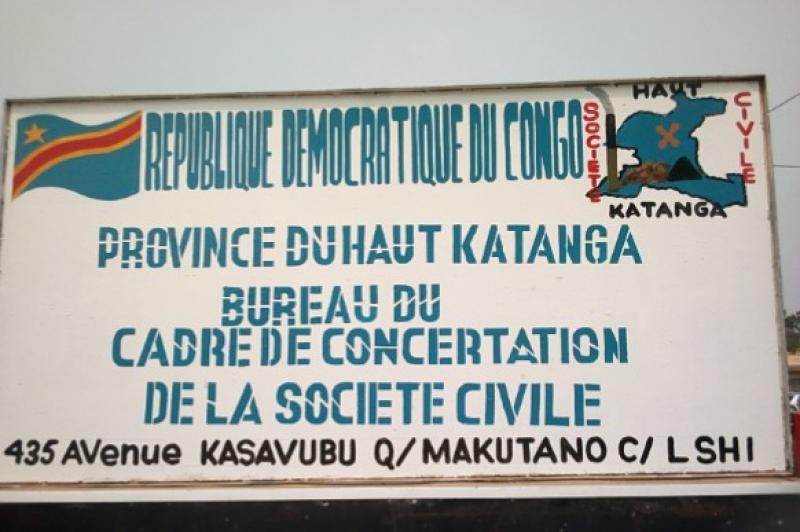 REPUBLIQUE DEMOCRATIQUE DU CONGO
SOCIETE
HAUT
CIVILE
KATANGA
PROVINCE DU HAUT KATANGA
BUREAU DU
CADRE DE CONCERTATION
DE LA SOCIETE CIVILE
435 AVenue KASAVUBU Q/ MAKUTANO C/ LSHI